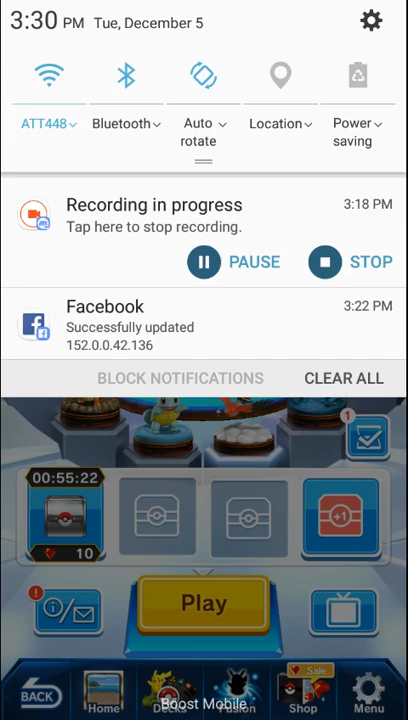 3:30 PM Tue, December 5
ATT448
Bluetooth
Auto rotate
Location
Power saving
Recording in progress 3:18 PM
Tap here to stop recording.
PAUSE STOP
Facebook 3:22 PM
Successfully updated
152.0.0.42.136
BLOCK NOTIFICATIONS CLEAR ALL
1
00:55:22
+1
10
!
Play
Sale
BACK Home Decks Fusion Shop Menu
Boost Mobile